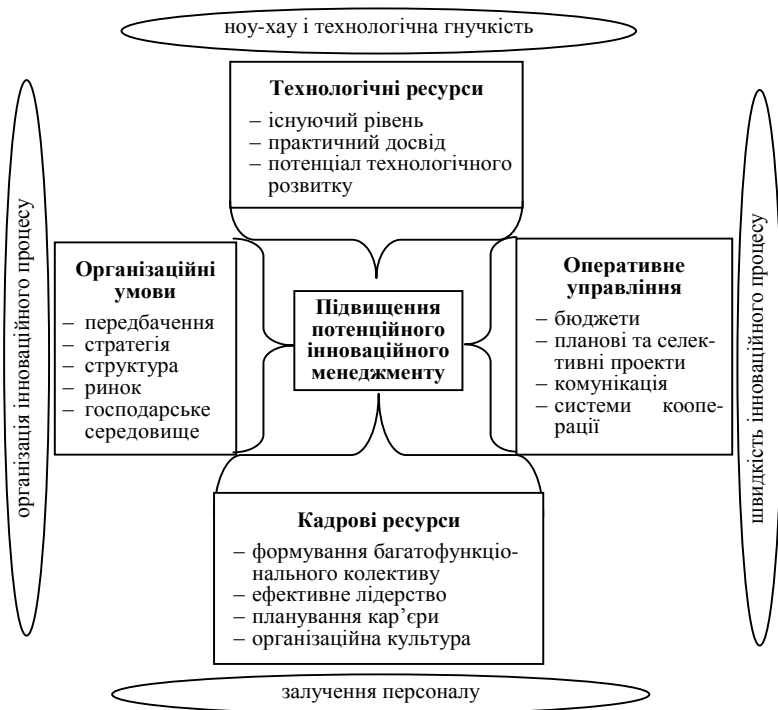 ноу-хау і технологічна гнучкість
Технологічні ресурси
– існуючий рівень
– практичний досвід
– потенціал технологічного
розвитку
організація інноваційного процесу
Організаційні
умови
– передбачення
– стратегія
– структура
– ринок
– господарське
середовище
Підвищення
потенційного
інноваційного
менеджменту
Оперативне
управління
– бюджети
– планові та селек-
тивні проекти
– комунікація
– системи коопе-
рації
швидкість інноваційного процесу
Кадрові ресурси
– формування багатофункціо-
нального колективу
– ефективне лідерство
– планування кар’єри
– організаційна культура
залучення персоналу